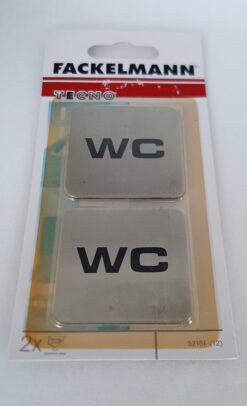 FACKELMANN
TECNO
WC
WC
2x
52151 (12)